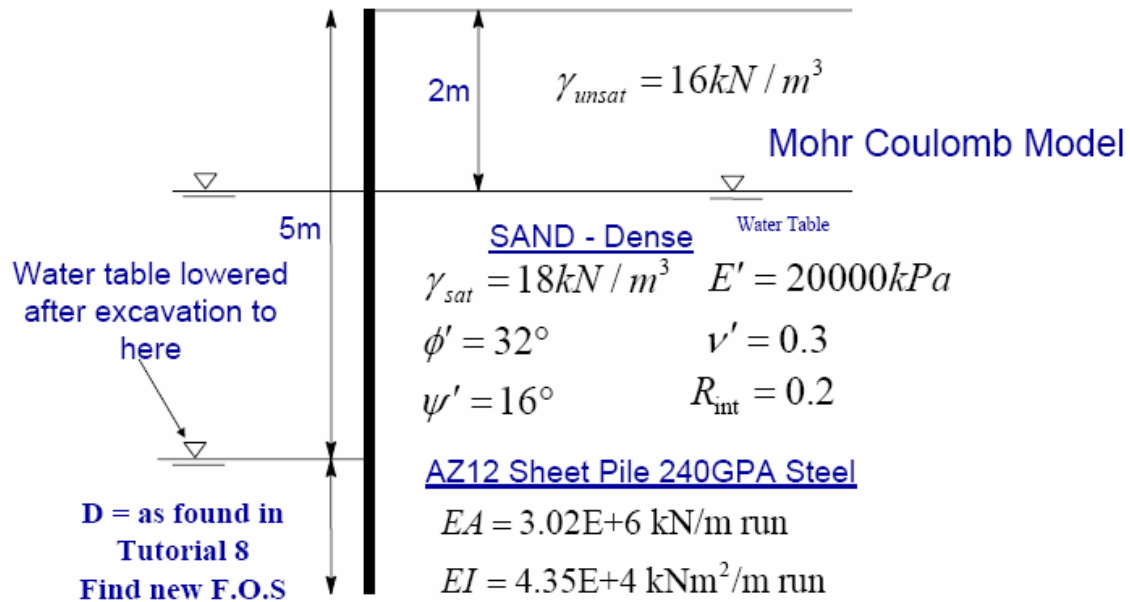 2m
γunsat = 16kN / m³
Mohr Coulomb Model
Water Table
5m
SAND - Dense
Water table lowered
after excavation to
here
γsat = 18kN / m³
E' = 20000kPa
ϕ' = 32°
ν' = 0.3
ψ' = 16°
Rint = 0.2
AZ12 Sheet Pile 240GPA Steel
D = as found in
Tutorial 8
Find new F.O.S
EA = 3.02E+6 kN/m run
EI = 4.35E+4 kNm²/m run